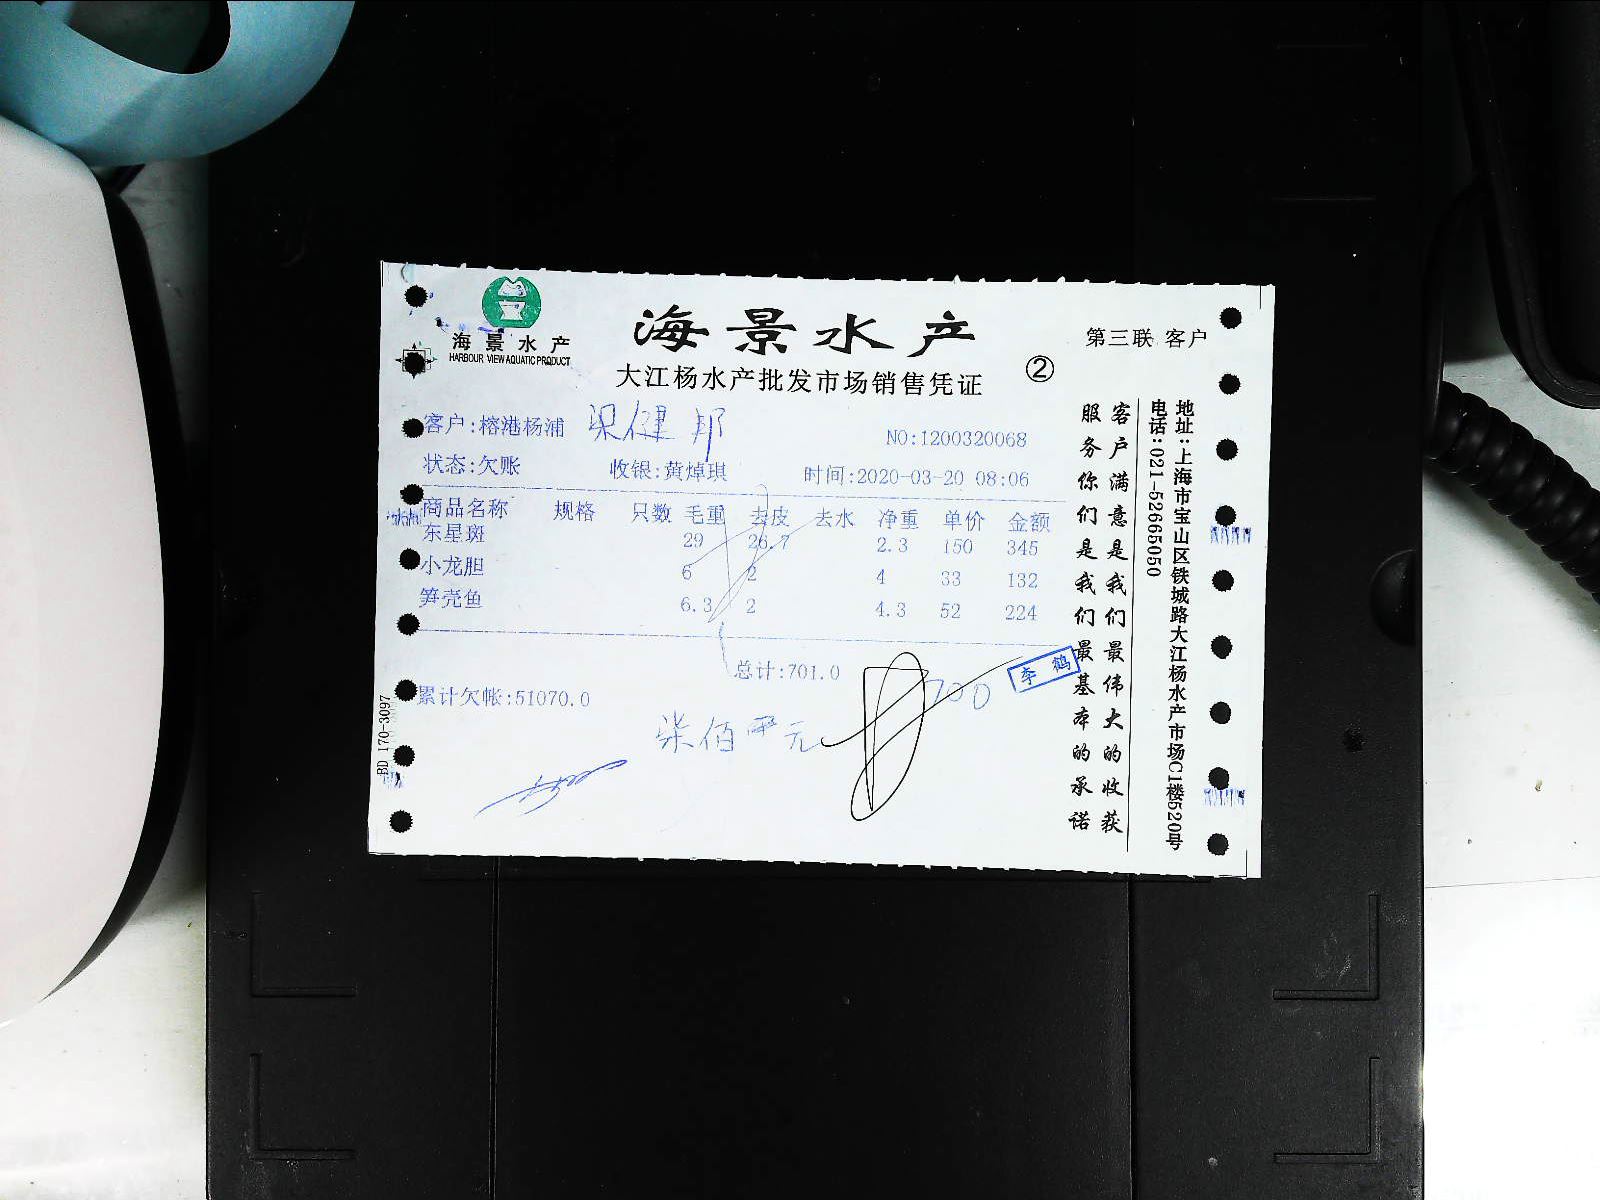 海景水产
HARBOUR VIEW AQUATIC PRODUCT
海景水产
大江杨水产批发市场销售凭证
②
第三联 客户
客户:榕港杨浦 梁健邦
NO:1200320068
状态:欠账 收银:黄焯琪 时间:2020-03-20 08:06
商品名称 规格 只数 毛重 去皮 去水 净重 单价 金额
东星斑 29 26.7 2.3 150 345
小龙胆 6 2 4 33 132
笋壳鱼 6.3 2 4.3 52 224
总计:701.0
累计欠帐:51070.0
700
李鹤
柒佰零元
客户满意是我们最伟大的收获
服务你们是我们最基本的承诺
地址:上海市宝山区铁城路大江杨水产市场C1楼520号
电话:021-52665050
BD 170-3097